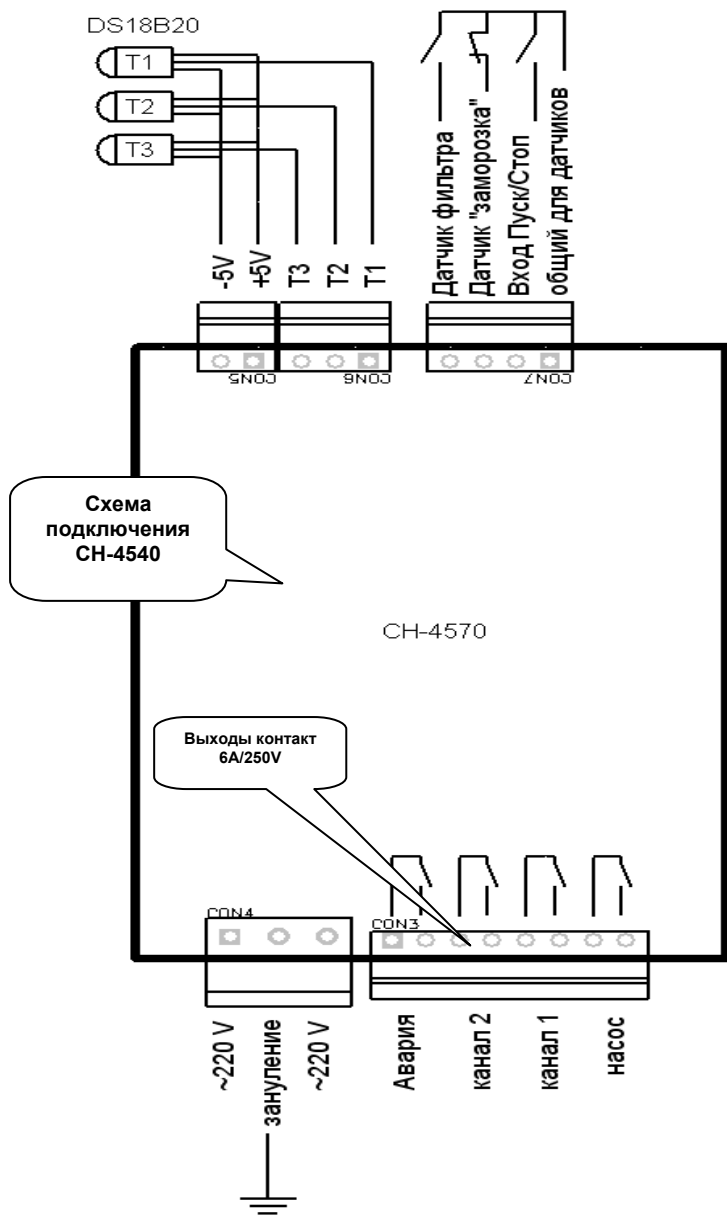 DS18B20
T1
T2
T3
-5V
+5V
T3
T2
T1
Датчик фильтра
Датчик "заморозка"
Вход Пуск/Стоп
общий для датчиков
CON5
CON6
CON7
Схема
подключения
СН-4540
CH-4570
Выходы контакт
6А/250V
CON4
CON3
~220 V
зануление
~220 V
Авария
канал 2
канал 1
насос